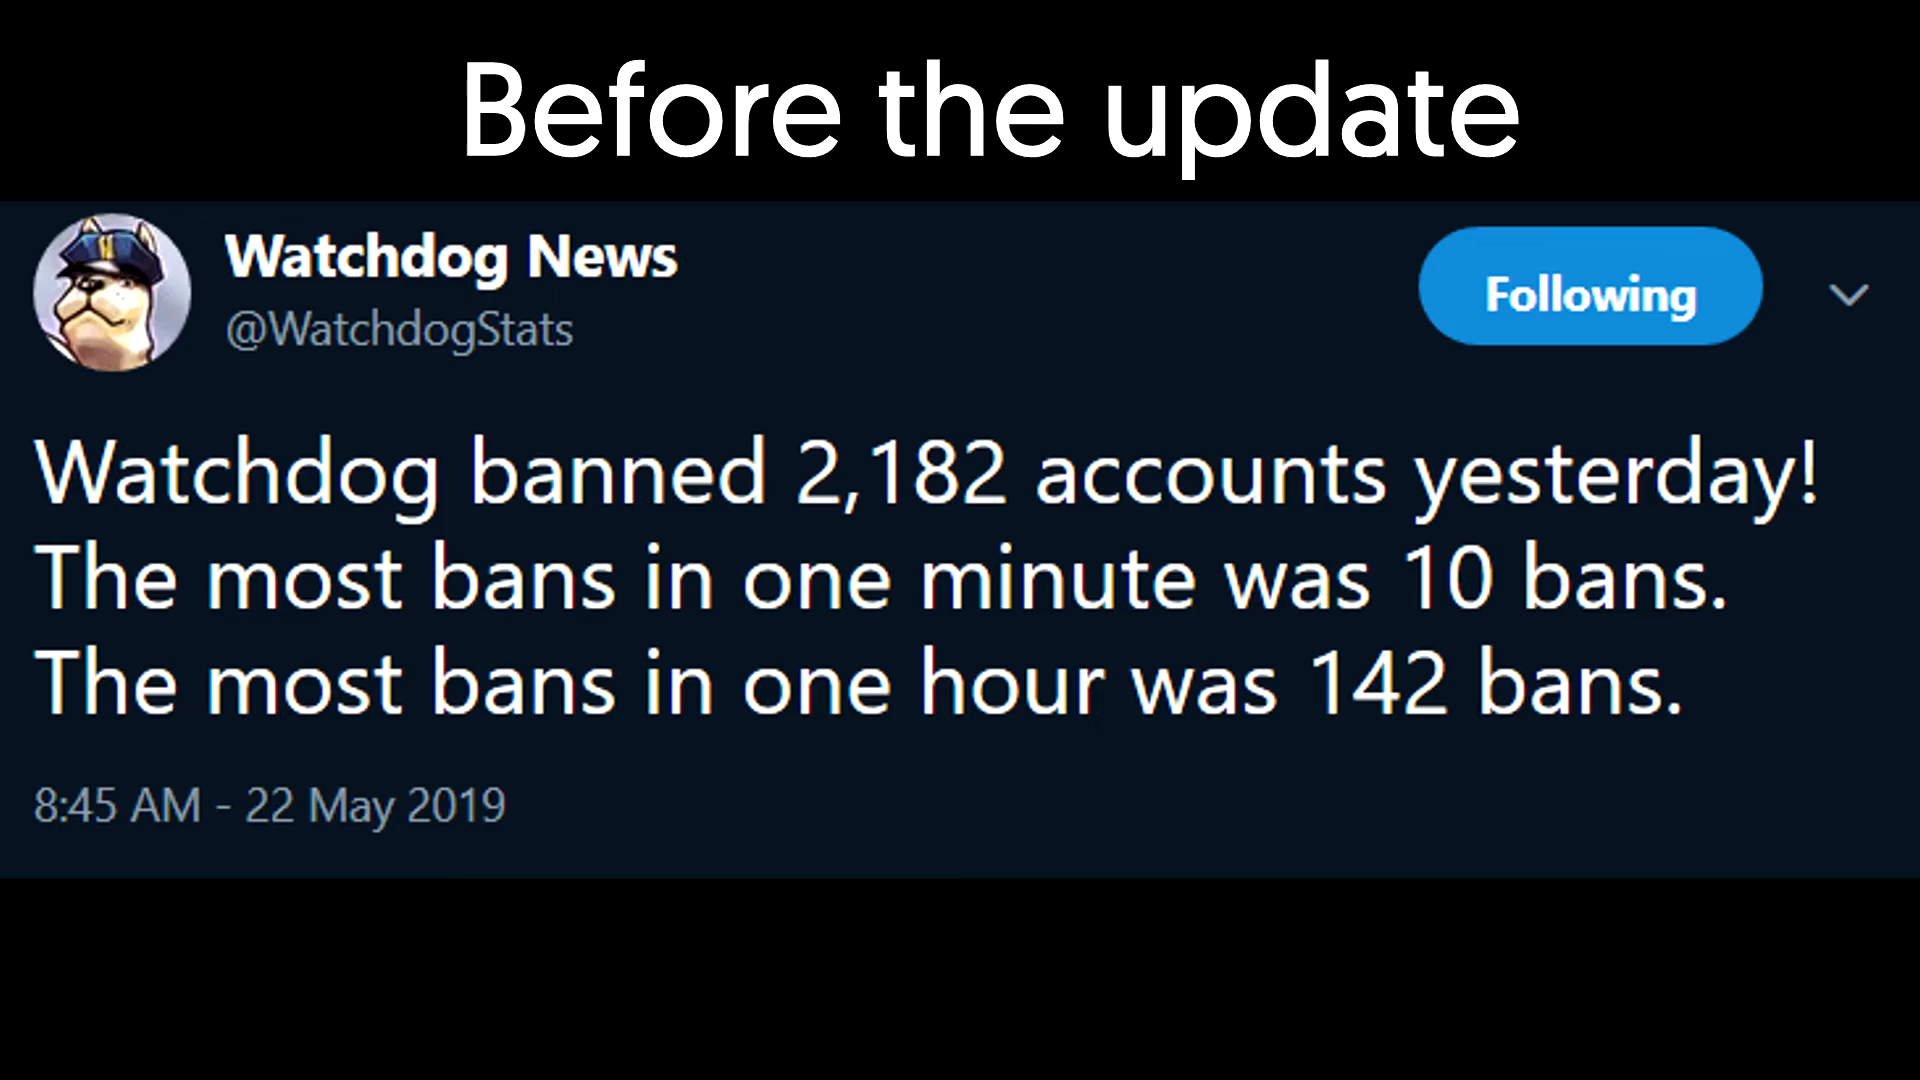 Before the update
Watchdog News
@WatchdogStats
Following
Watchdog banned 2,182 accounts yesterday!
The most bans in one minute was 10 bans.
The most bans in one hour was 142 bans.
8:45 AM - 22 May 2019